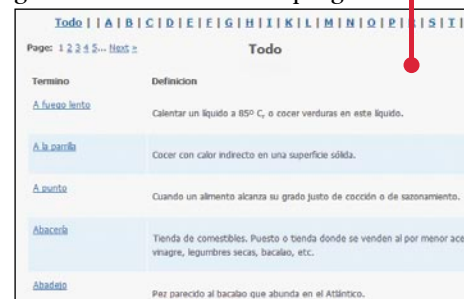 Todo | | A | B | C | D | E | F | G | H | I | K | L | M | N | O | P | R | S | T |
Page: 1 2 3 4 5... Next ≥
Todo
Termino Definicion
A fuego lento Calentar un líquido a 85º C, o cocer verduras en este líquido.
A la parrilla Cocer con calor indirecto en una superficie sólida.
A punto Cuando un alimento alcanza su grado justo de cocción o de sazonamiento.
Abacería Tienda de comestibles. Puesto o tienda donde se venden al por menor ace
vinagre, legumbres secas, bacalao, etc.
Abadejo Pez parecido al bacalao que abunda en el Atlántico.